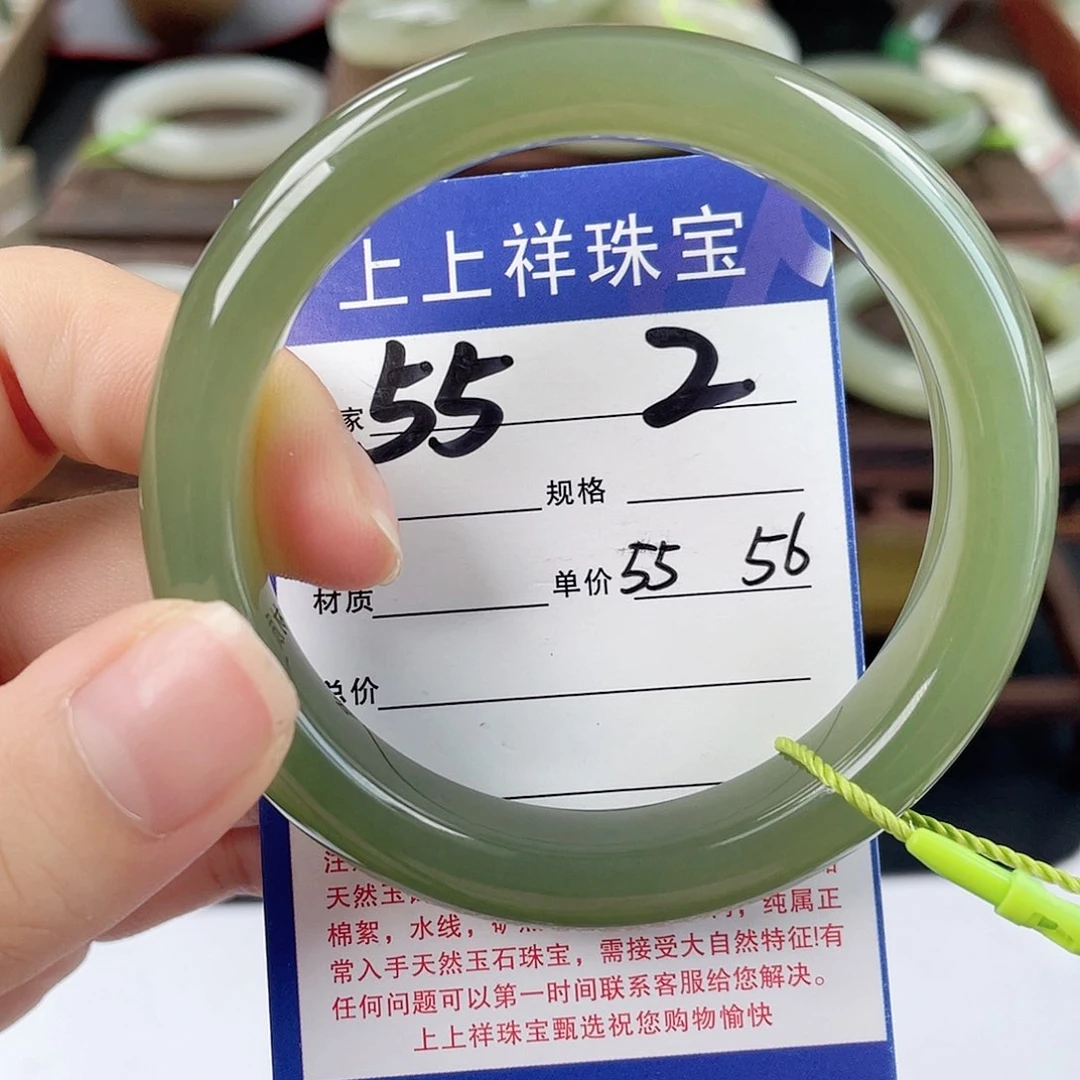 上上祥珠宝
家 55 2
规格
单价 55 56
材质
总价
注
天然玉
棉絮，水线，矿 纯属正
常入手天然玉石珠宝，需接受大自然特征!有
任何问题可以第一时间联系客服给您解决。
上上祥珠宝甄选祝您购物愉快